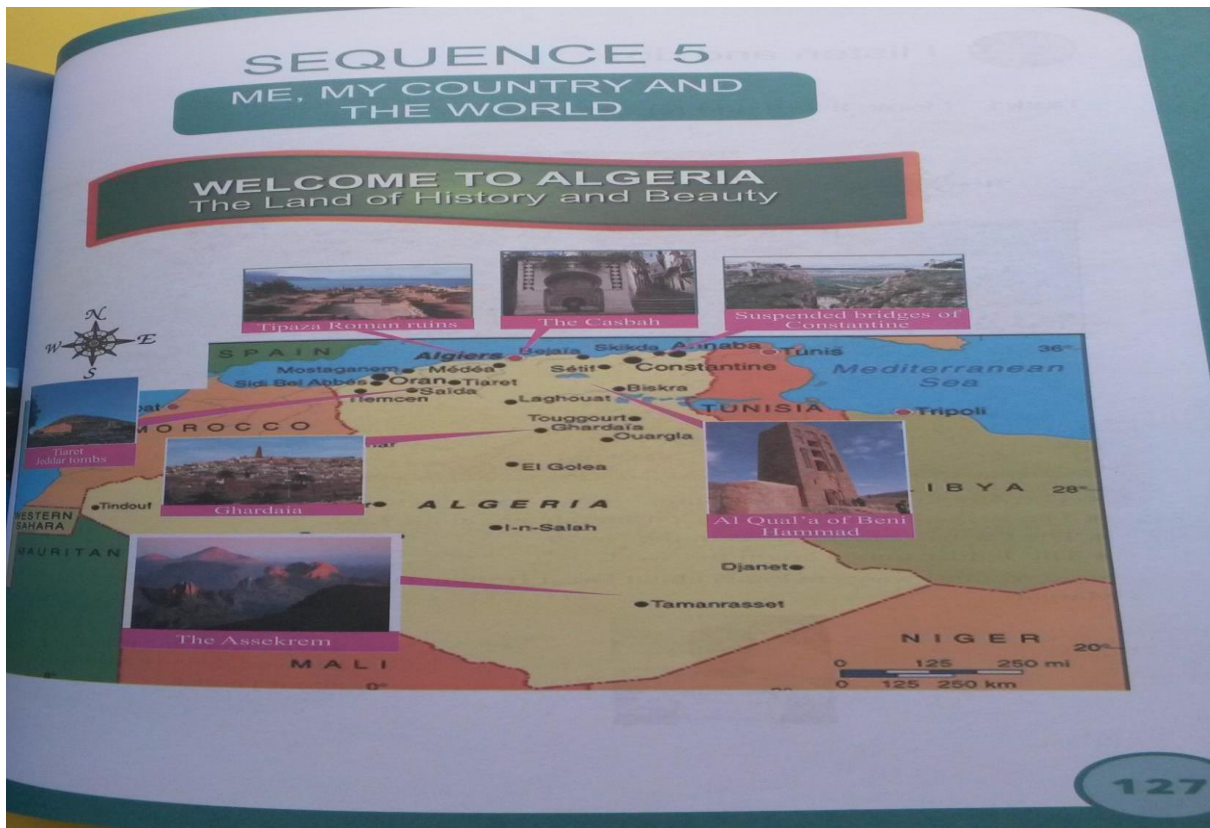 SEQUENCE 5
ME, MY COUNTRY AND
THE WORLD
WELCOME TO ALGERIA
The Land of History and Beauty
Tipaza Roman ruins
The Casbah
Suspended bridges of
Constantine
N
W
E
S
SPAIN
Algiers
Bejaïa
Skikda
Annaba
Tunis
36°
Mostaganem
Médéa
Sétif
Constantine
Mediterranean
Sea
Sidi Bel Abbès
Oran
Tiaret
Saïda
Tlemcen
Biskra
Laghouat
TUNISIA
Tripoli
MOROCCO
Touggourt
Ghardaïa
Ouargla
Tiaret
Jeddar tombs
El Golea
Ghardaia
ALGERIA
LIBYA
28°
Tindouf
WESTERN
SAHARA
I-n-Salah
Al Qual'a of Beni
Hammad
MAURITAN
Djanet
Tamanrasset
The Assekrem
NIGER
20°
MALI
0 125 250 mi
0 125 250 km
0°
127